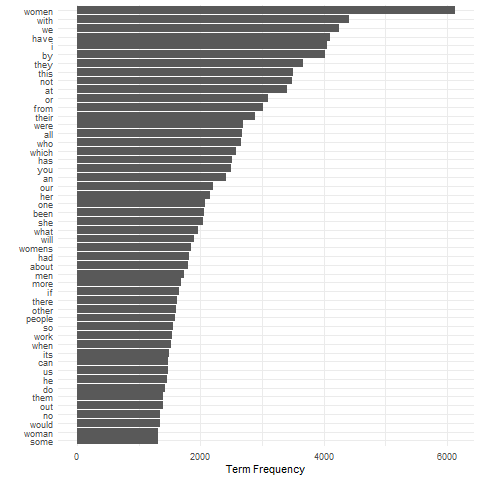 women
with
we
have
i
by
they
this
not
at
or
from
their
were
all
who
which
has
you
an
our
her
one
been
she
what
will
womens
had
about
men
more
if
there
other
people
so
work
when
its
can
us
he
do
them
out
no
would
woman
some
0 2000 4000 6000
Term Frequency